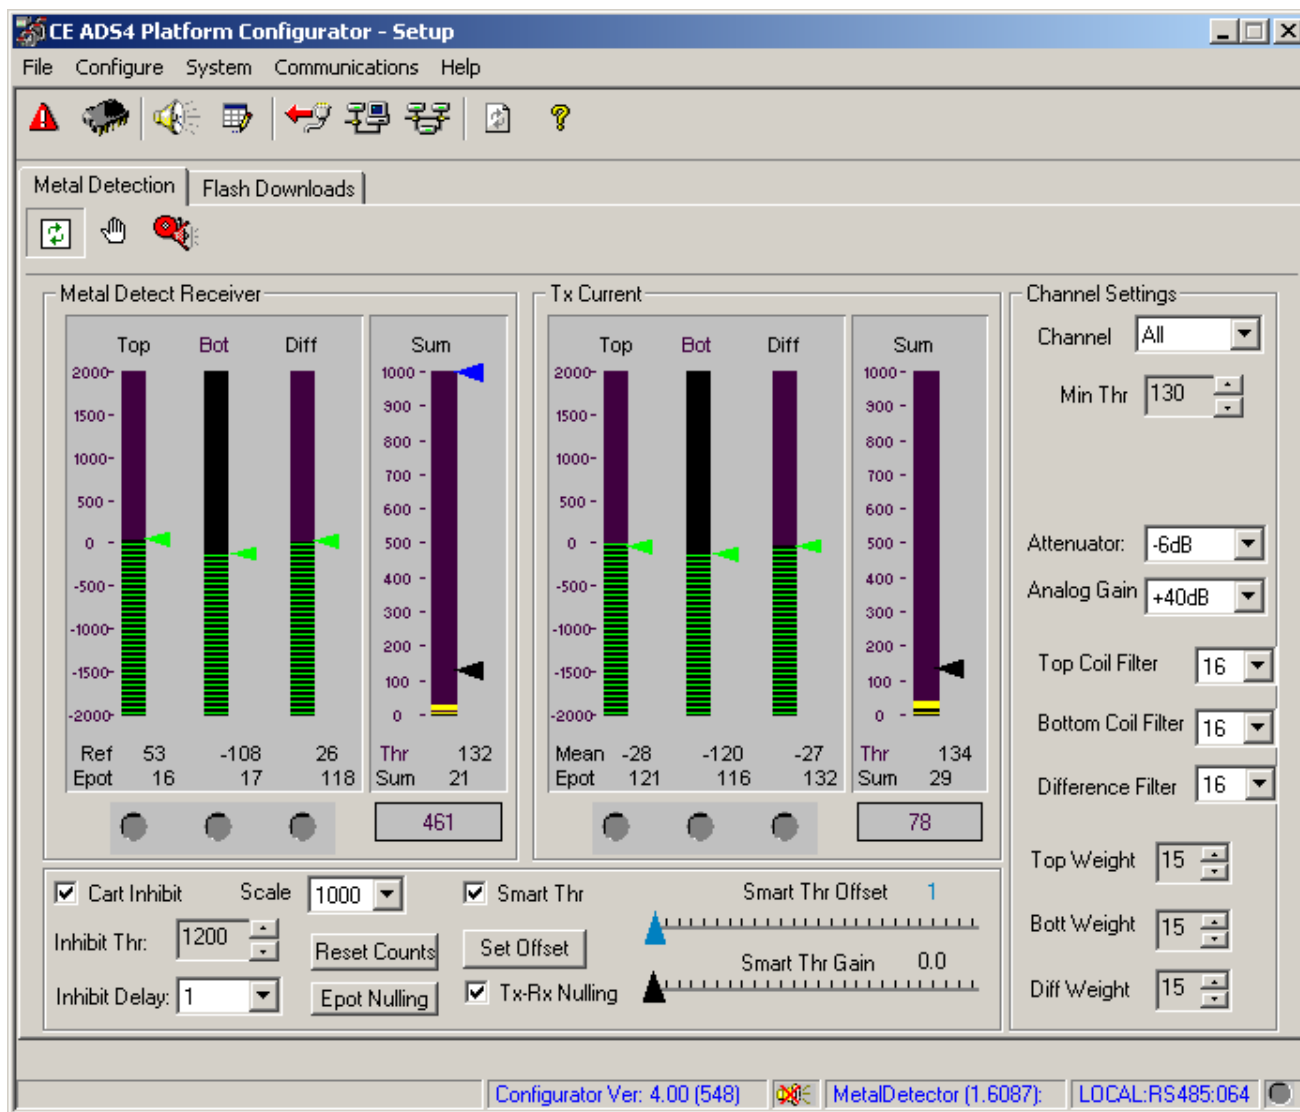 CE ADS4 Platform Configurator - Setup
File Configure System Communications Help
Metal Detection Flash Downloads
Metal Detect Receiver
Top Bot Diff Sum
2000
1500
1000
500
0
-500
-1000
-1500
-2000
1000
900
800
700
600
500
400
300
200
100
0
Ref 53 -108 26
Epot 16 17 118
Thr 132
Sum 21
461
Tx Current
Top Bot Diff Sum
2000
1500
1000
500
0
-500
-1000
-1500
-2000
1000
900
800
700
600
500
400
300
200
100
0
Mean -28 -120 -27
Epot 121 116 132
Thr 134
Sum 29
78
Channel Settings
Channel All
Min Thr 130
Attenuator: -6dB
Analog Gain +40dB
Top Coil Filter 16
Bottom Coil Filter 16
Difference Filter 16
Top Weight 15
Bott Weight 15
Diff Weight 15
Cart Inhibit Scale 1000 Smart Thr Smart Thr Offset 1
Inhibit Thr: 1200 Reset Counts Set Offset Smart Thr Gain 0.0
Inhibit Delay: 1 Epot Nulling Tx-Rx Nulling
Configurator Ver: 4.00 (548) MetalDetector (1.6087): LOCAL:RS485:064